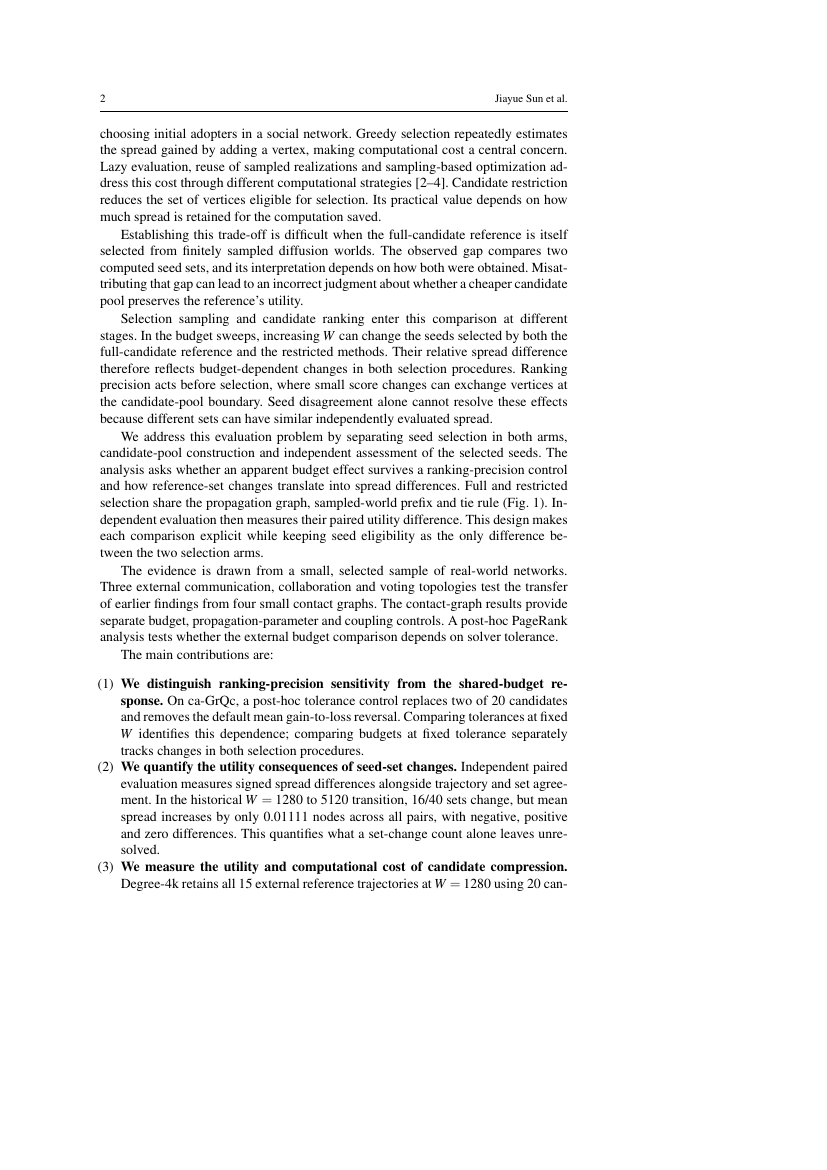 2
Jiayue Sun et al.
choosing initial adopters in a social network. Greedy selection repeatedly estimates
the spread gained by adding a vertex, making computational cost a central concern.
Lazy evaluation, reuse of sampled realizations and sampling-based optimization ad-
dress this cost through different computational strategies [2–4]. Candidate restriction
reduces the set of vertices eligible for selection. Its practical value depends on how
much spread is retained for the computation saved.
Establishing this trade-off is difficult when the full-candidate reference is itself
selected from finitely sampled diffusion worlds. The observed gap compares two
computed seed sets, and its interpretation depends on how both were obtained. Misat-
tributing that gap can lead to an incorrect judgment about whether a cheaper candidate
pool preserves the reference's utility.
Selection sampling and candidate ranking enter this comparison at different
stages. In the budget sweeps, increasing W can change the seeds selected by both the
full-candidate reference and the restricted methods. Their relative spread difference
therefore reflects budget-dependent changes in both selection procedures. Ranking
precision acts before selection, where small score changes can exchange vertices at
the candidate-pool boundary. Seed disagreement alone cannot resolve these effects
because different sets can have similar independently evaluated spread.
We address this evaluation problem by separating seed selection in both arms,
candidate-pool construction and independent assessment of the selected seeds. The
analysis asks whether an apparent budget effect survives a ranking-precision control
and how reference-set changes translate into spread differences. Full and restricted
selection share the propagation graph, sampled-world prefix and tie rule (Fig. 1). In-
dependent evaluation then measures their paired utility difference. This design makes
each comparison explicit while keeping seed eligibility as the only difference be-
tween the two selection arms.
The evidence is drawn from a small, selected sample of real-world networks.
Three external communication, collaboration and voting topologies test the transfer
of earlier findings from four small contact graphs. The contact-graph results provide
separate budget, propagation-parameter and coupling controls. A post-hoc PageRank
analysis tests whether the external budget comparison depends on solver tolerance.
The main contributions are:
(1) We distinguish ranking-precision sensitivity from the shared-budget re-
sponse. On ca-GrQc, a post-hoc tolerance control replaces two of 20 candidates
and removes the default mean gain-to-loss reversal. Comparing tolerances at fixed
W identifies this dependence; comparing budgets at fixed tolerance separately
tracks changes in both selection procedures.
(2) We quantify the utility consequences of seed-set changes. Independent paired
evaluation measures signed spread differences alongside trajectory and set agree-
ment. In the historical W = 1280 to 5120 transition, 16/40 sets change, but mean
spread increases by only 0.01111 nodes across all pairs, with negative, positive
and zero differences. This quantifies what a set-change count alone leaves unre-
solved.
(3) We measure the utility and computational cost of candidate compression.
Degree-4k retains all 15 external reference trajectories at W = 1280 using 20 can-